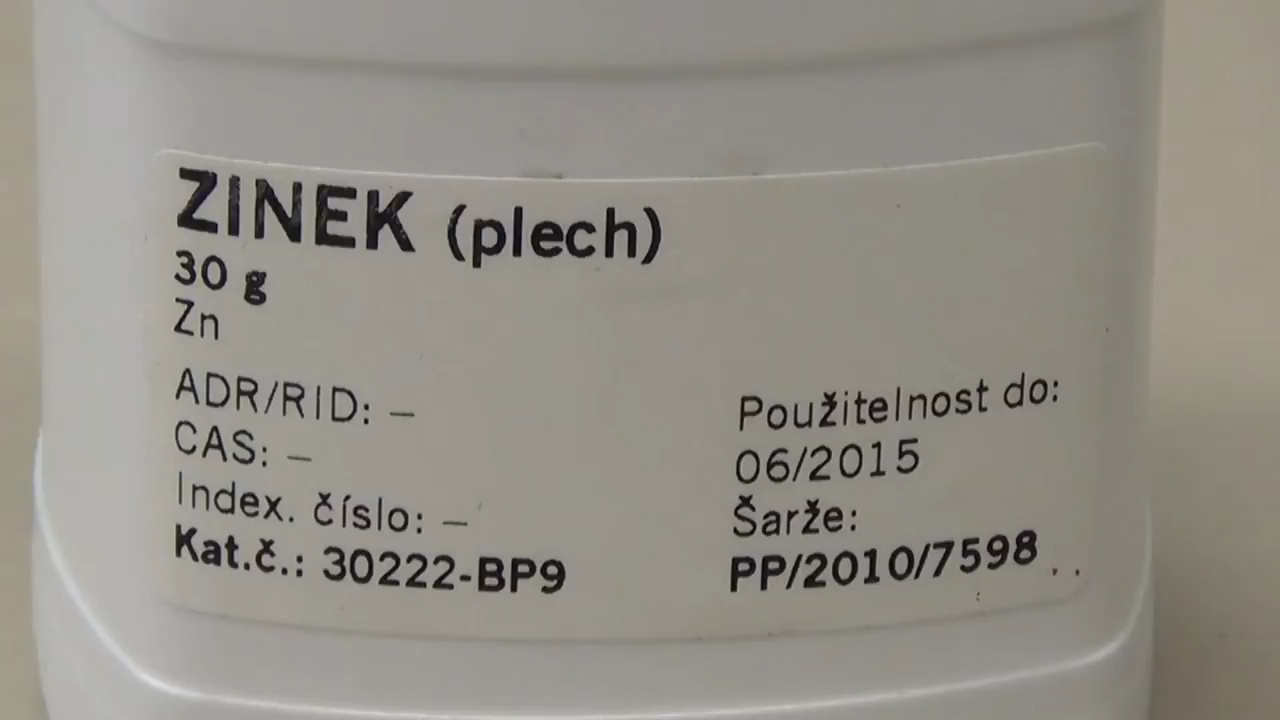 ZINEK (plech)
30 g
Zn
ADR/RID: –
CAS: –
Index. číslo: –
Kat.č.: 30222-BP9
Použitelnost do:
06/2015
Šarže:
PP/2010/7598